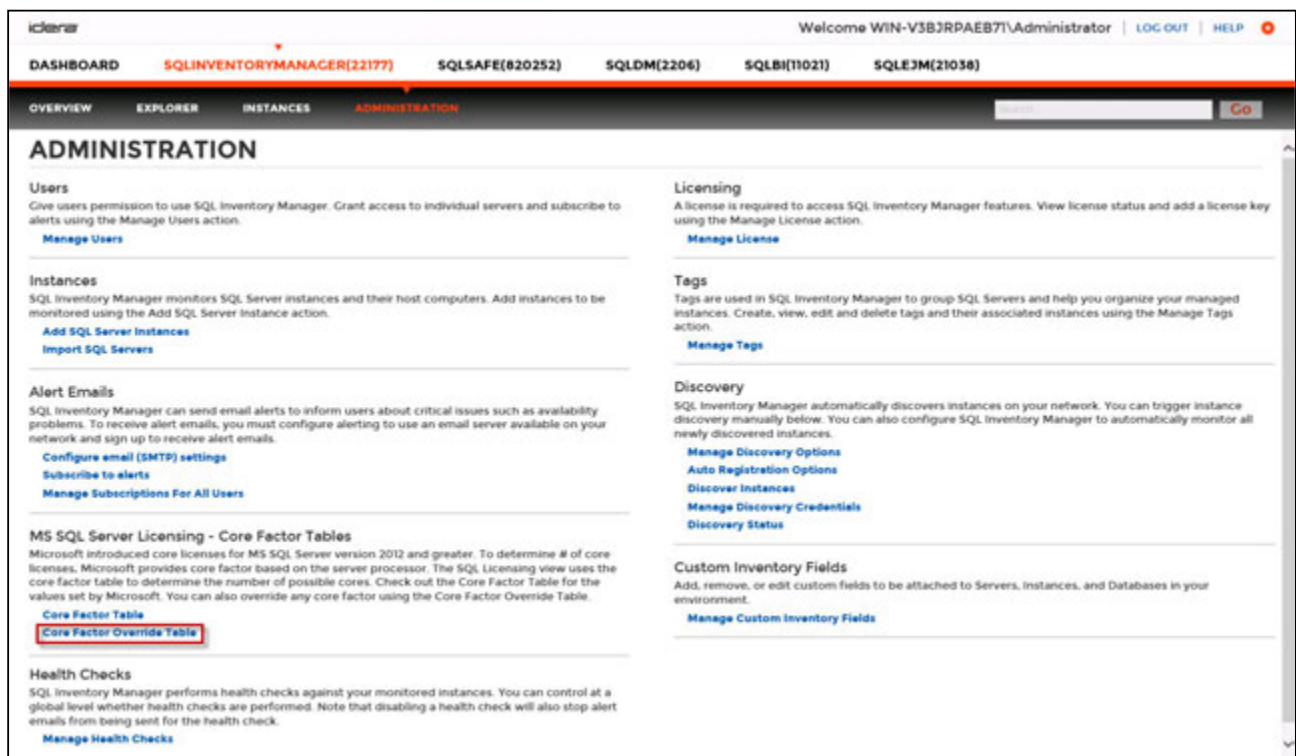 idera
Welcome WIN-V3BJRPAEB71\Administrator | LOG OUT | HELP
DASHBOARD SQLINVENTORYMANAGER(22177) SQLSAFE(820252) SQLDM(2206) SQLBI(11021) SQLEJM(21038)
OVERVIEW EXPLORER INSTANCES ADMINISTRATION Search Go
ADMINISTRATION
Users
Give users permission to use SQL Inventory Manager. Grant access to individual servers and subscribe to
alerts using the Manage Users action.
Manage Users
Instances
SQL Inventory Manager monitors SQL Server instances and their host computers. Add instances to be
monitored using the Add SQL Server Instance action.
Add SQL Server Instances
Import SQL Servers
Alert Emails
SQL Inventory Manager can send email alerts to inform users about critical issues such as availability
problems. To receive alert emails, you must configure alerting to use an email server available on your
network and sign up to receive alert emails.
Configure email (SMTP) settings
Subscribe to alerts
Manage Subscriptions For All Users
MS SQL Server Licensing - Core Factor Tables
Microsoft introduced core licenses for MS SQL Server version 2012 and greater. To determine # of core
licenses, Microsoft provides core factor based on the server processor. The SQL Licensing view uses the
core factor table to determine the number of possible cores. Check out the Core Factor Table for the
values set by Microsoft. You can also override any core factor using the Core Factor Override Table.
Core Factor Table
Core Factor Override Table
Health Checks
SQL Inventory Manager performs health checks against your monitored instances. You can control at a
global level whether health checks are performed. Note that disabling a health check will also stop alert
emails from being sent for the health check.
Manage Health Checks
Licensing
A license is required to access SQL Inventory Manager features. View license status and add a license key
using the Manage License action.
Manage License
Tags
Tags are used in SQL Inventory Manager to group SQL Servers and help you organize your managed
instances. Create, view, edit and delete tags and their associated instances using the Manage Tags
action.
Manage Tags
Discovery
SQL Inventory Manager automatically discovers instances on your network. You can trigger instance
discovery manually below. You can also configure SQL Inventory Manager to automatically monitor all
newly discovered instances.
Manage Discovery Options
Auto Registration Options
Discover Instances
Manage Discovery Credentials
Discovery Status
Custom Inventory Fields
Add, remove, or edit custom fields to be attached to Servers, Instances, and Databases in your
environment.
Manage Custom Inventory Fields